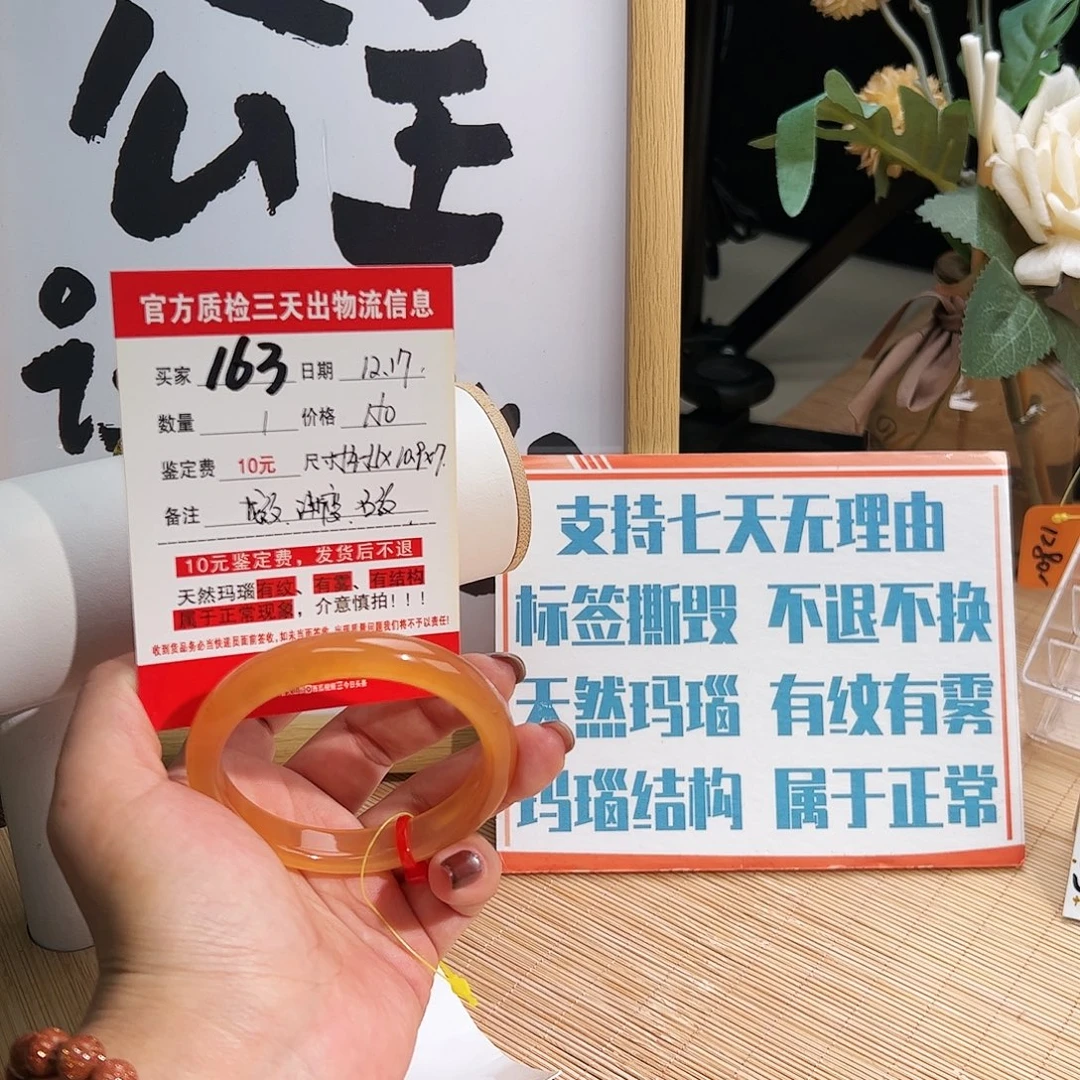 公主
官方质检三天出物流信息
买家 163 日期 12.17.
数量 1 价格
鉴定费 10元 尺寸
备注
10元鉴定费，发货后不退
天然玛瑙有纹、有雾、有结构
属于正常现象，介意慎拍！！！
支持七天无理由
标签撕毁 不退不换
天然玛瑙 有纹有雾
玛瑙结构 属于正常
1280